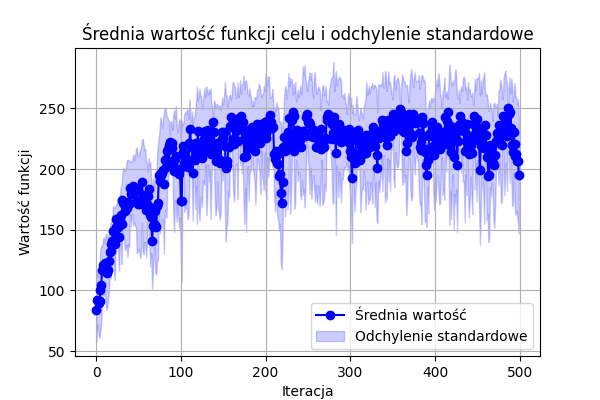 Średnia wartość funkcji celu i odchylenie standardowe
Wartość funkcji
250
200
150
100
50
0
100
200
300
400
500
Iteracja
Średnia wartość
Odchylenie standardowe